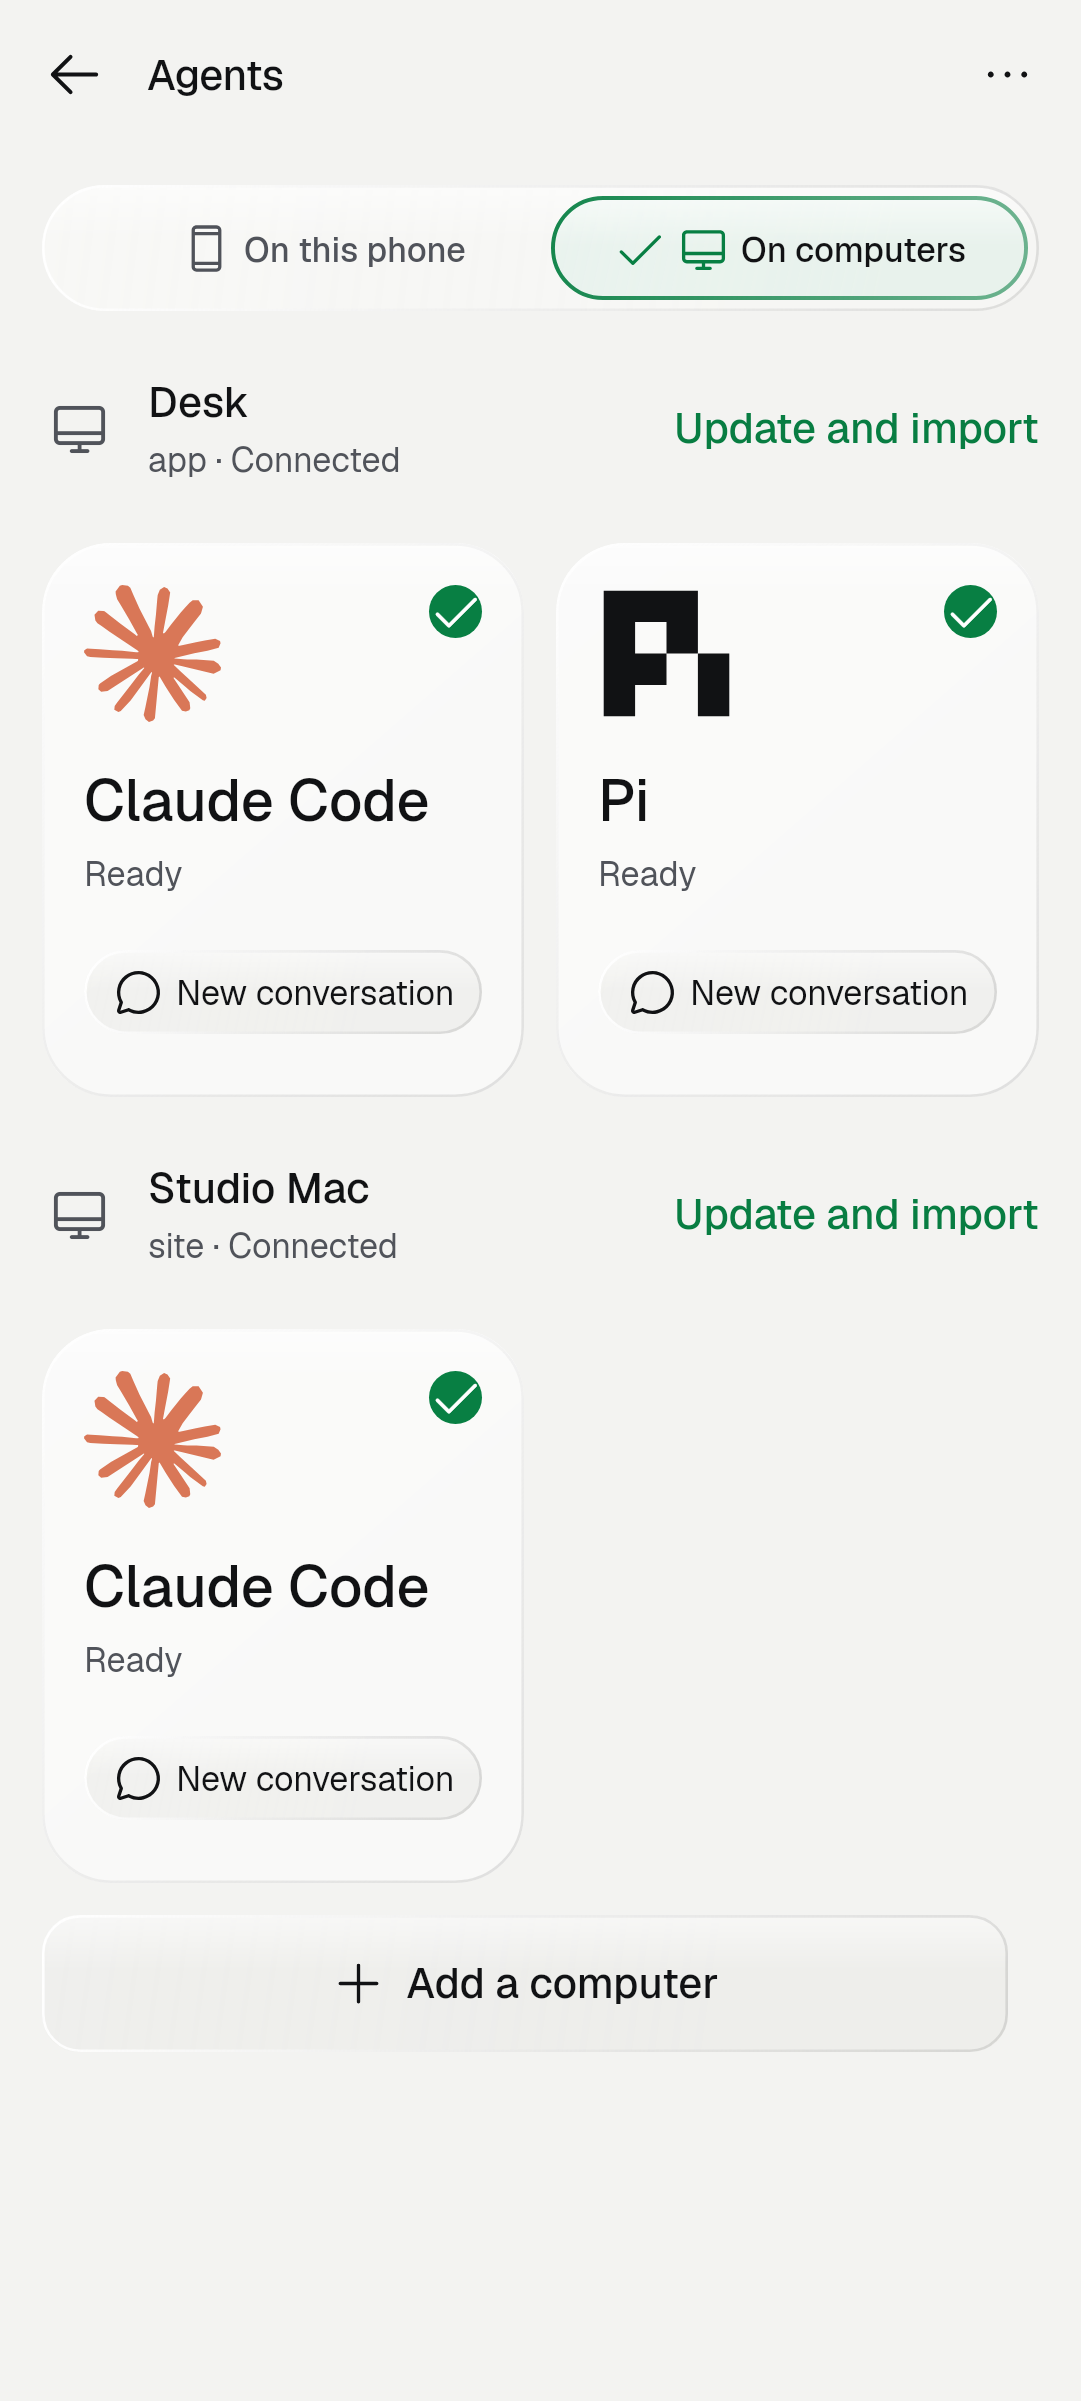 Agents
On this phone
On computers
Desk
app · Connected
Update and import
Claude Code
Ready
New conversation
Pi
Ready
New conversation
Studio Mac
site · Connected
Update and import
Claude Code
Ready
New conversation
Add a computer